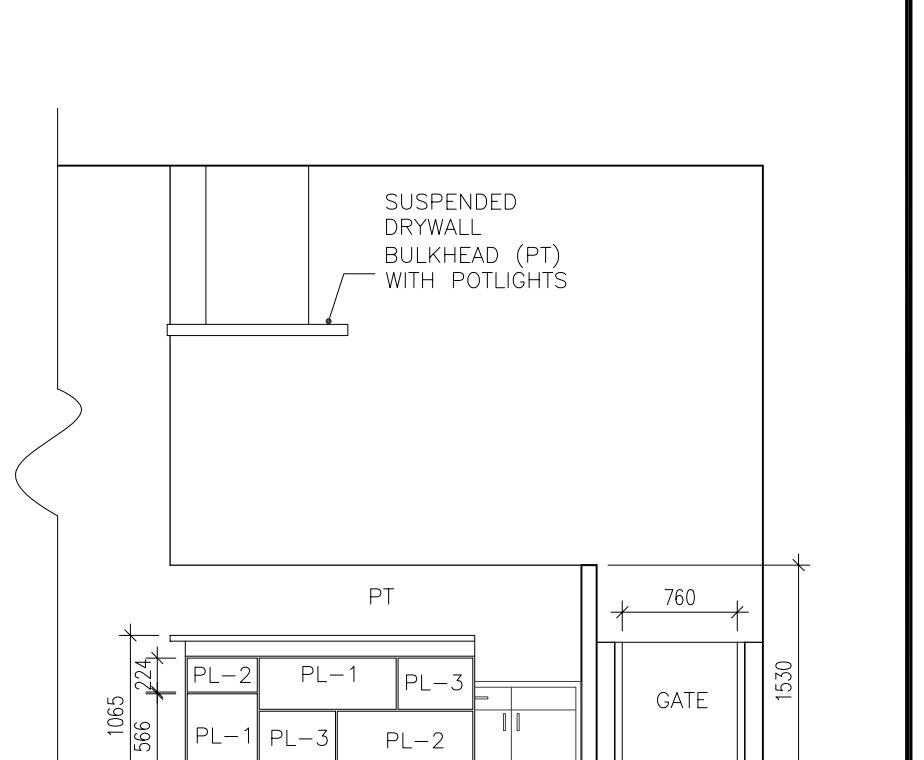 SUSPENDED
DRYWALL
BULKHEAD (PT)
WITH POTLIGHTS
PT
760
224
PL-2
PL-1
PL-3
1530
GATE
1065
566
PL-1
PL-3
PL-2